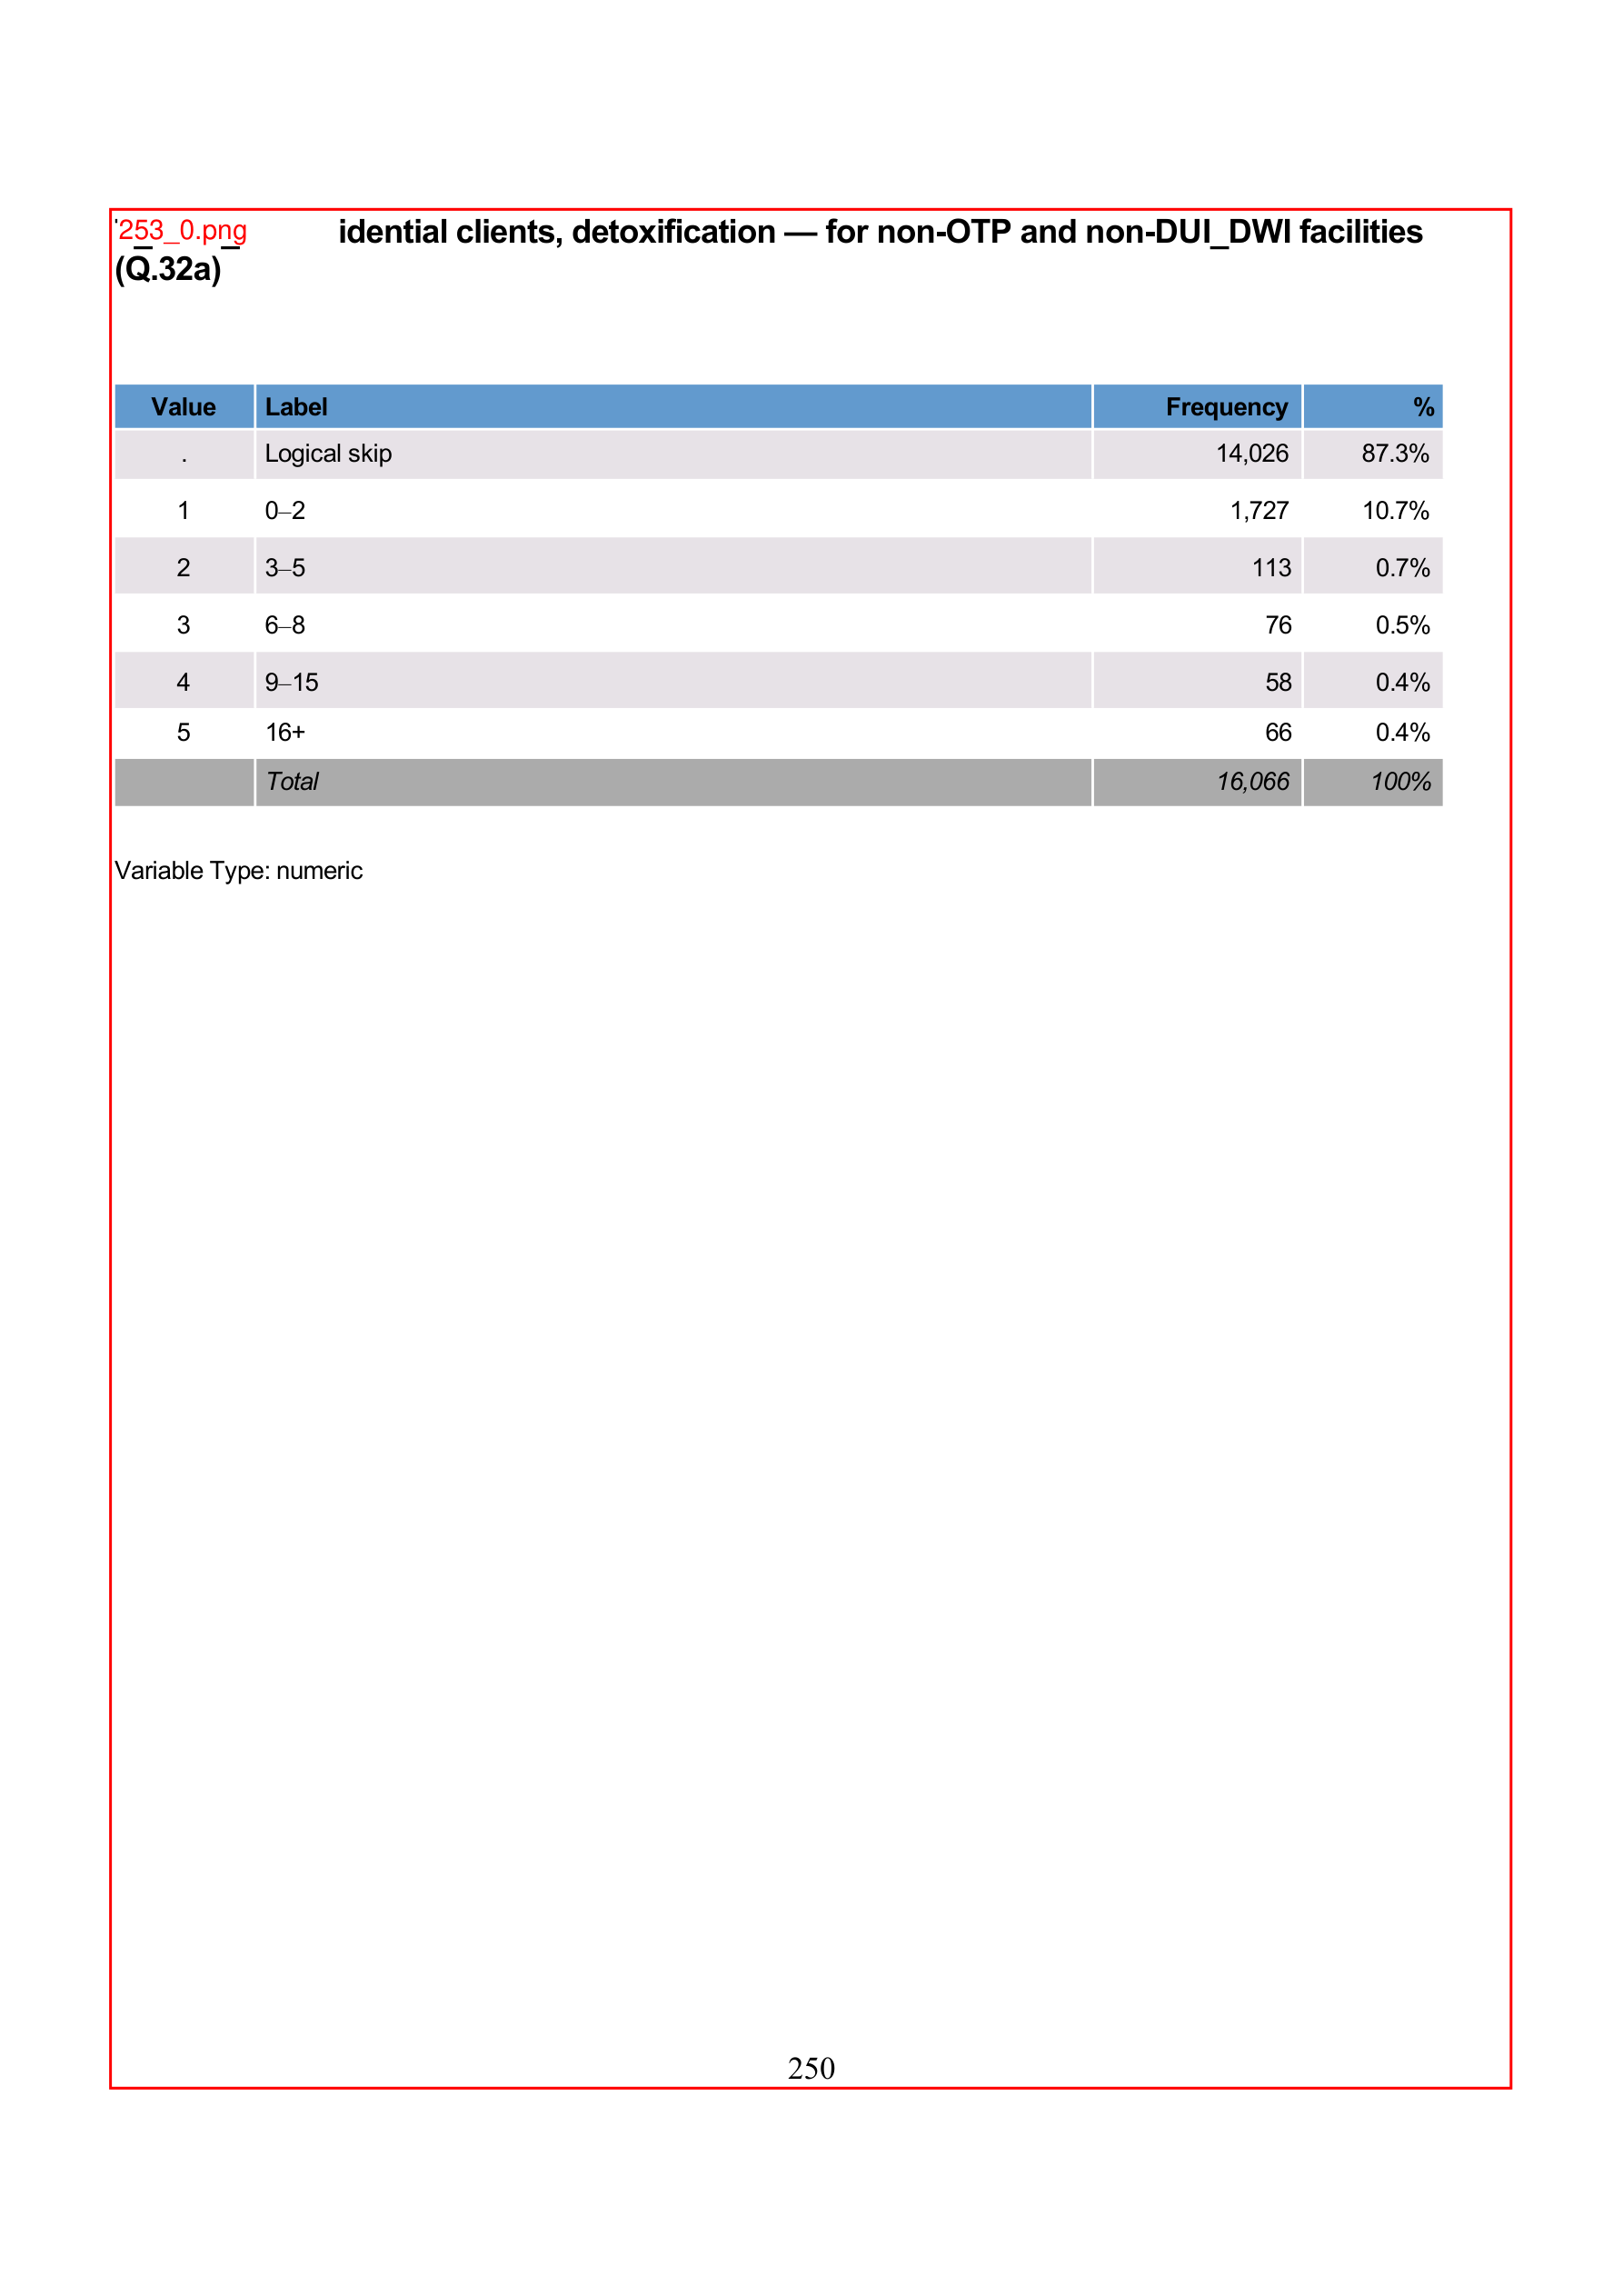 253_0.png idential clients, detoxification — for non-OTP and non-DUI_DWI facilities
(Q.32a)
Value Label Frequency %
. Logical skip 14,026 87.3%
1 0–2 1,727 10.7%
2 3–5 113 0.7%
3 6–8 76 0.5%
4 9–15 58 0.4%
5 16+ 66 0.4%
Total 16,066 100%
Variable Type: numeric
250